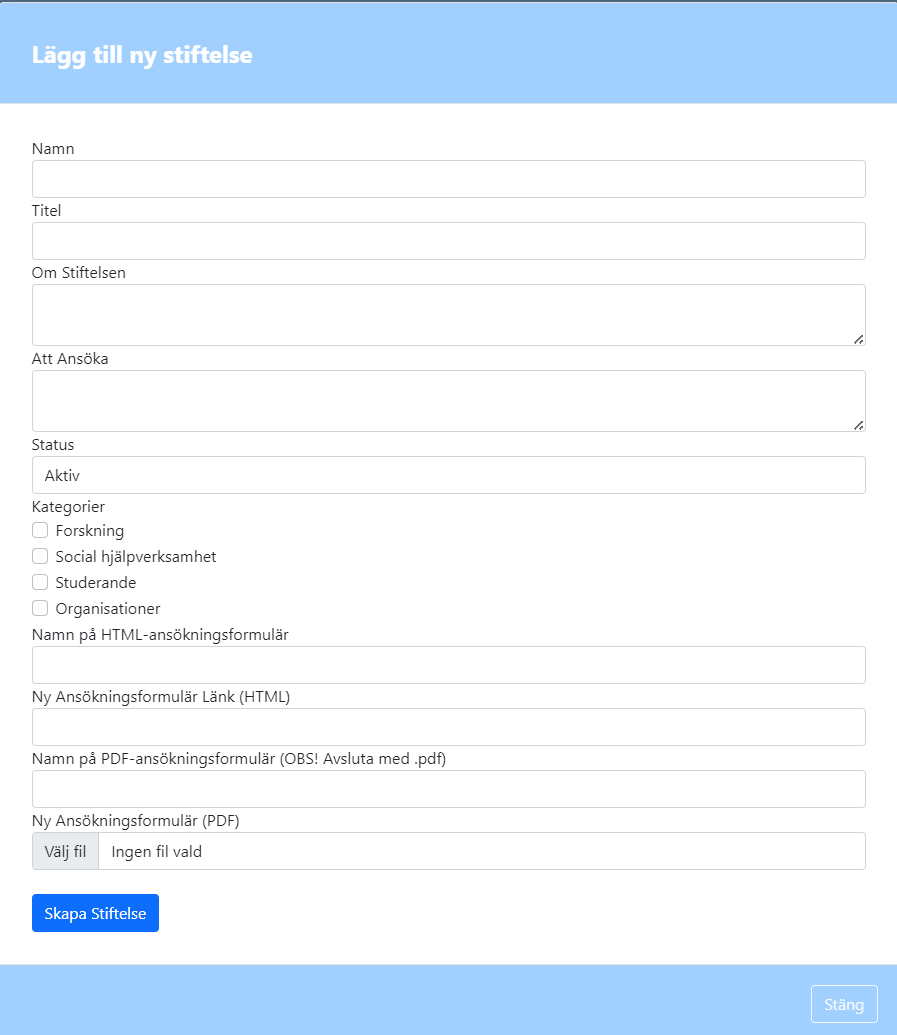 Lägg till ny stiftelse
Namn
Titel
Om Stiftelsen
Att Ansöka
Status
Aktiv
Kategorier
Forskning
Social hjälpverksamhet
Studerande
Organisationer
Namn på HTML-ansökningsformulär
Ny Ansökningsformulär Länk (HTML)
Namn på PDF-ansökningsformulär (OBS! Avsluta med .pdf)
Ny Ansökningsformulär (PDF)
Välj fil Ingen fil vald
Skapa Stiftelse
Stäng